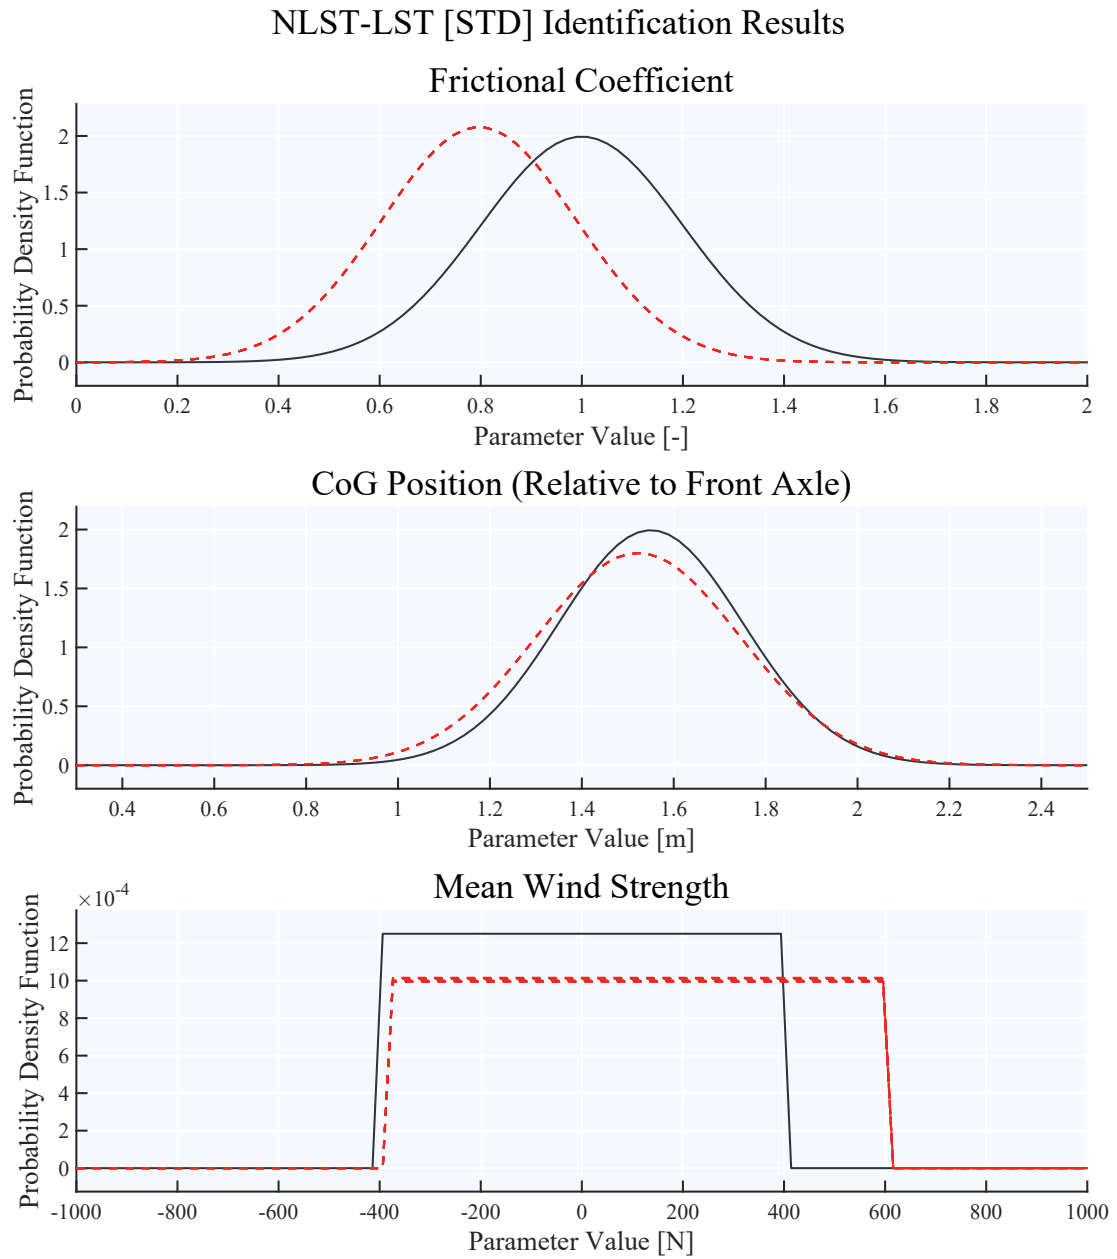 NLST-LST [STD] Identification Results
Frictional Coefficient
Probability Density Function
2
1.5
1
0.5
0
0 0.2 0.4 0.6 0.8 1 1.2 1.4 1.6 1.8 2
Parameter Value [-]
CoG Position (Relative to Front Axle)
Probability Density Function
2
1.5
1
0.5
0
0.4 0.6 0.8 1 1.2 1.4 1.6 1.8 2 2.2 2.4
Parameter Value [m]
Mean Wind Strength
×10-4
Probability Density Function
12
10
8
6
4
2
0
-1000 -800 -600 -400 -200 0 200 400 600 800 1000
Parameter Value [N]